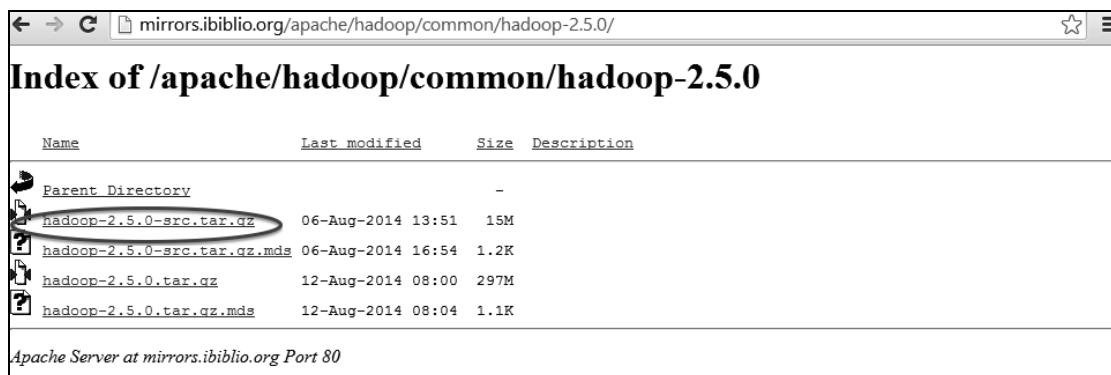 mirrors.ibiblio.org/apache/hadoop/common/hadoop-2.5.0/
Index of /apache/hadoop/common/hadoop-2.5.0
Name Last modified Size Description
Parent Directory -
hadoop-2.5.0-src.tar.gz 06-Aug-2014 13:51 15M
hadoop-2.5.0-src.tar.gz.mds 06-Aug-2014 16:54 1.2K
hadoop-2.5.0.tar.gz 12-Aug-2014 08:00 297M
hadoop-2.5.0.tar.gz.mds 12-Aug-2014 08:04 1.1K
Apache Server at mirrors.ibiblio.org Port 80